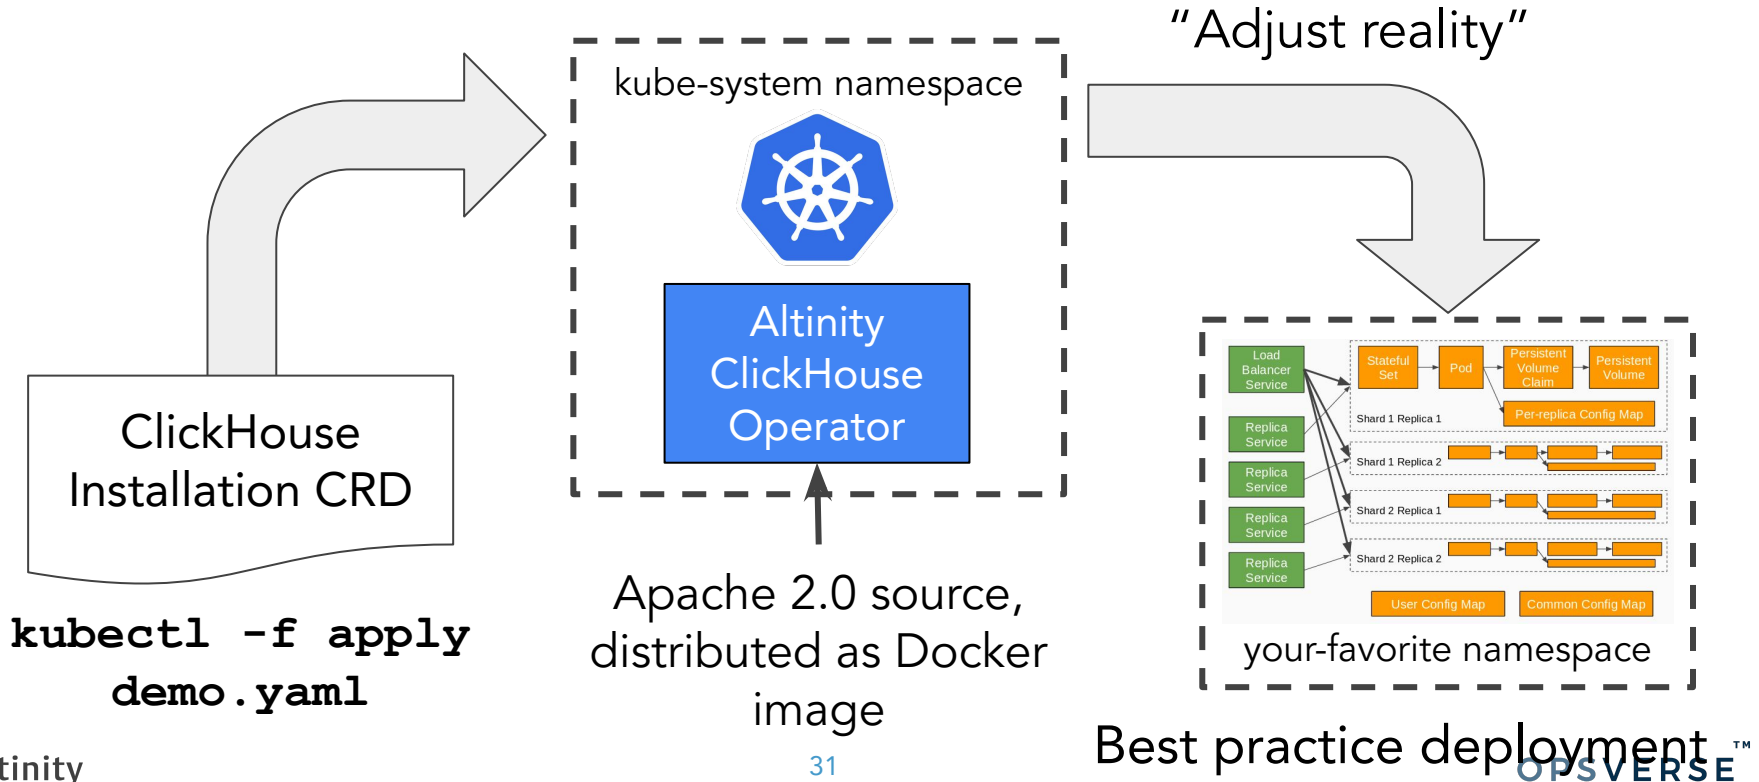 “Adjust reality”
kube-system namespace
Altinity
ClickHouse
Operator
ClickHouse
Installation CRD
kubectl -f apply
demo.yaml
Apache 2.0 source,
distributed as Docker
image
Load
Balancer
Service
Replica
Service
Replica
Service
Replica
Service
Replica
Service
Stateful
Set
Pod
Persistent
Volume
Claim
Persistent
Volume
Per-replica Config Map
Shard 1 Replica 1
Shard 1 Replica 2
Shard 2 Replica 1
Shard 2 Replica 2
User Config Map
Common Config Map
your-favorite namespace
Best practice deployment
tinity
31
OPSVERSE™